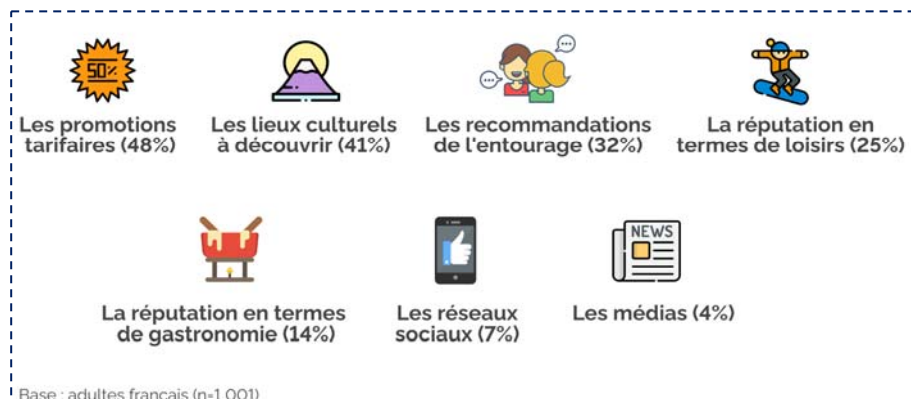 50%
Les promotions
tarifaires (48%)
Les lieux culturels
à découvrir (41%)
Les recommandations
de l'entourage (32%)
La réputation en
termes de loisirs (25%)
NEWS
La réputation en termes
de gastronomie (14%)
Les réseaux
sociaux (7%)
Les médias (4%)
Base : adultes français (n=1 001)